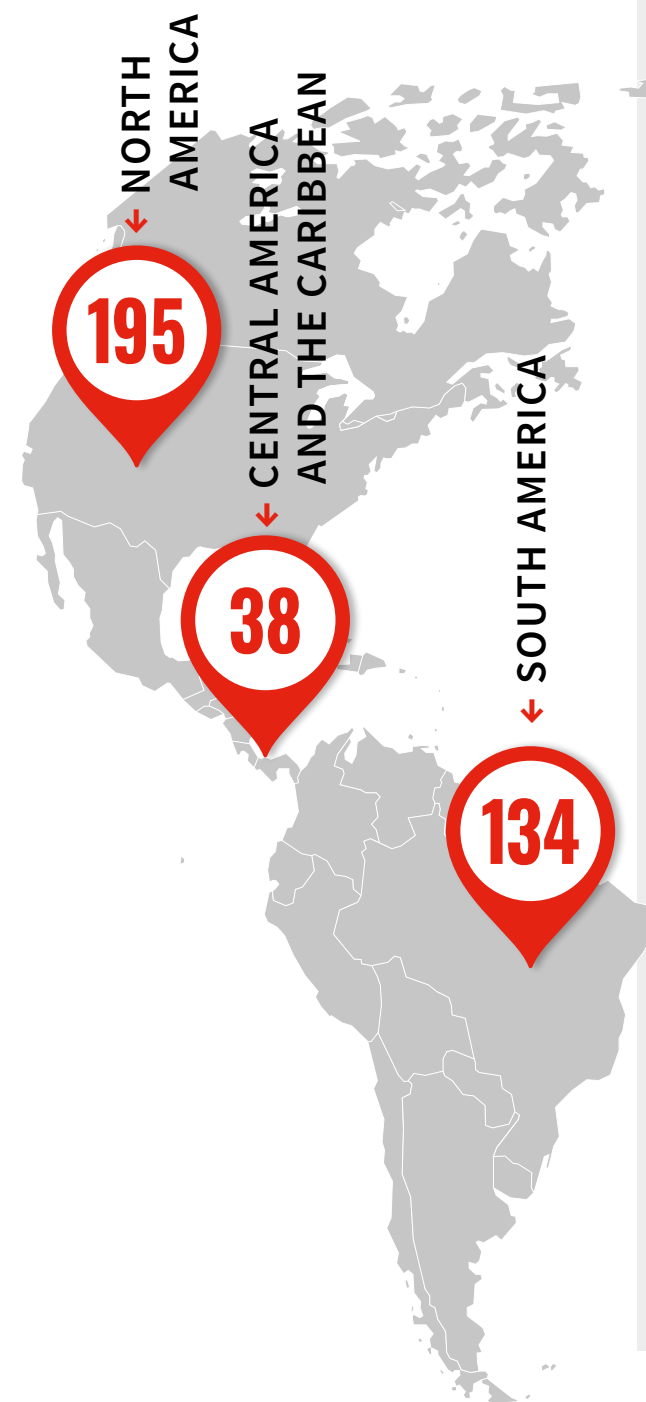 NORTH
AMERICA
195
CENTRAL AMERICA
AND THE CARIBBEAN
38
SOUTH AMERICA
134